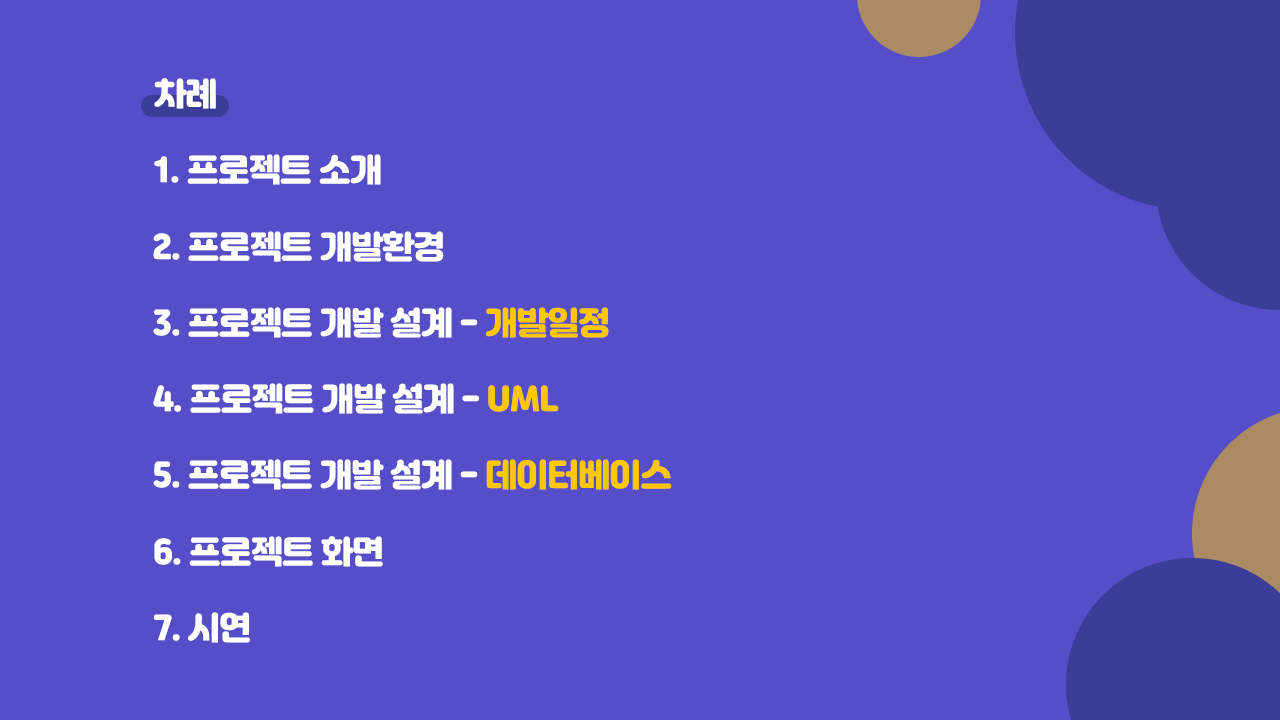 차례
1. 프로젝트 소개
2. 프로젝트 개발환경
3. 프로젝트 개발 설계 - 개발일정
4. 프로젝트 개발 설계 - UML
5. 프로젝트 개발 설계 - 데이터베이스
6. 프로젝트 화면
7. 시연